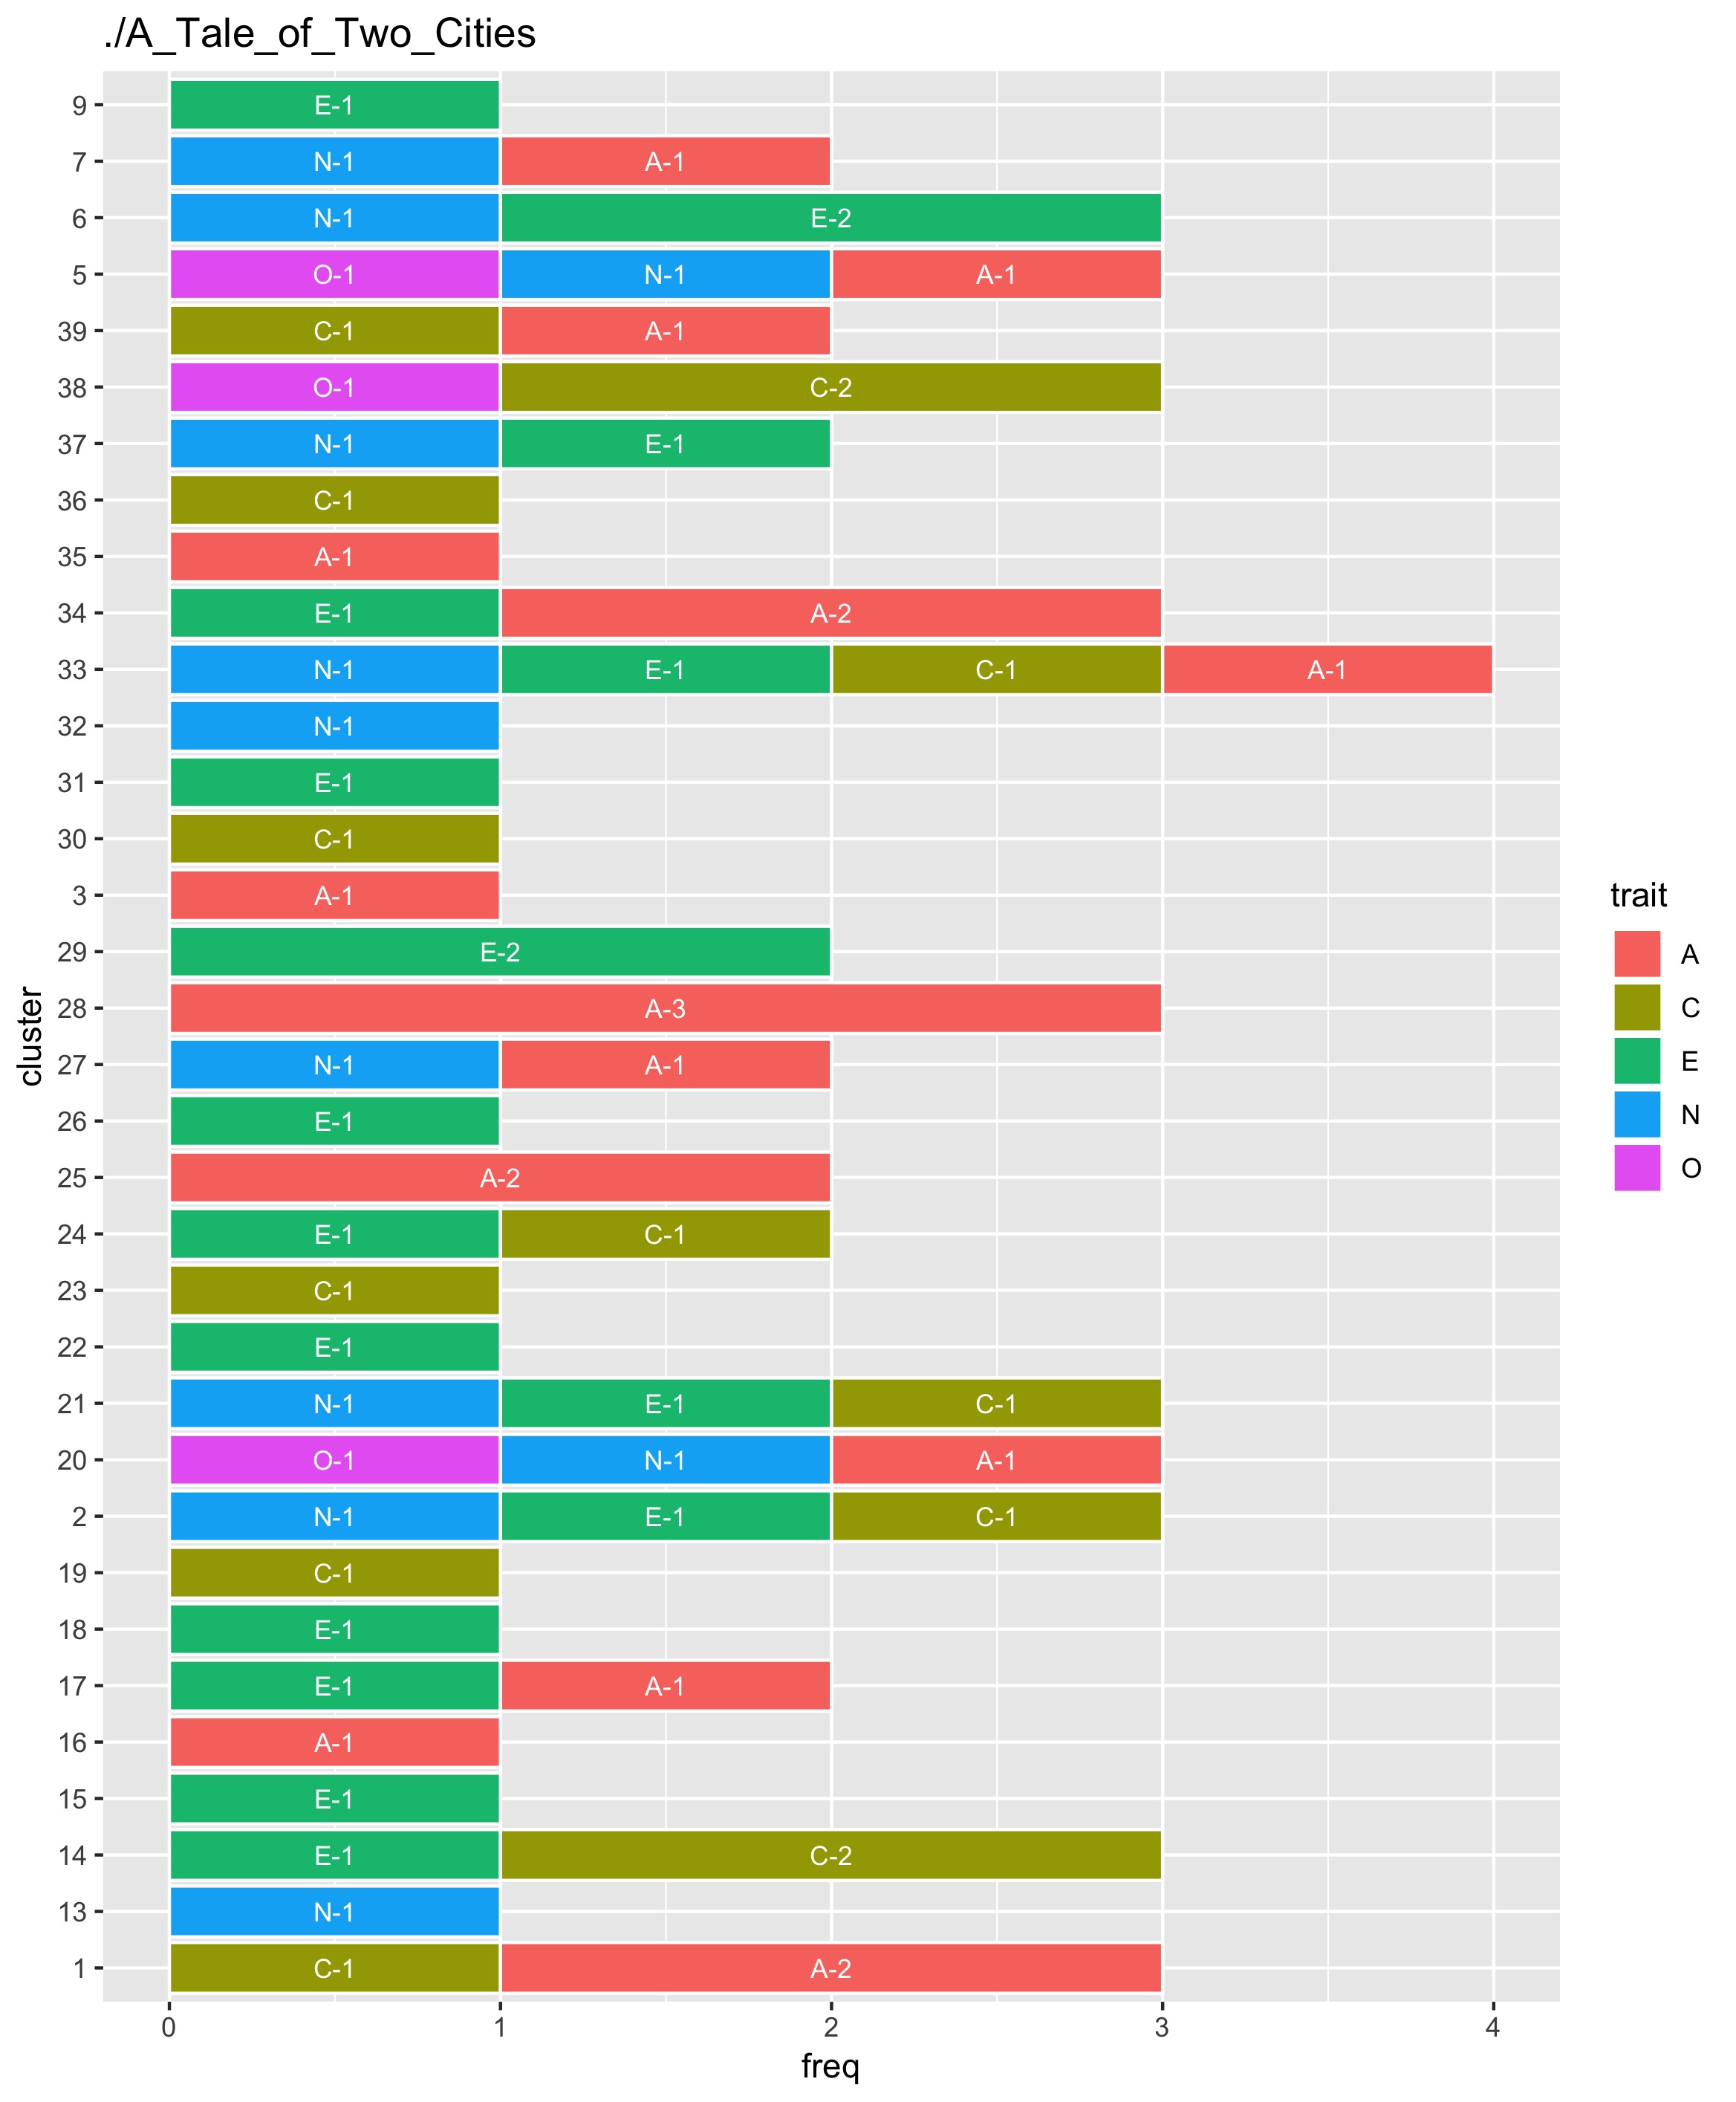 ./A_Tale_of_Two_Cities
9 E-1
7 N-1 A-1
6 N-1 E-2
5 O-1 N-1 A-1
39 C-1 A-1
38 O-1 C-2
37 N-1 E-1
36 C-1
35 A-1
34 E-1 A-2
33 N-1 E-1 C-1 A-1
32 N-1
31 E-1
30 C-1
3 A-1
29 E-2
28 A-3
27 N-1 A-1
26 E-1
25 A-2
24 E-1 C-1
23 C-1
22 E-1
21 N-1 E-1 C-1
20 O-1 N-1 A-1
2 N-1 E-1 C-1
19 C-1
18 E-1
17 E-1 A-1
16 A-1
15 E-1
14 E-1 C-2
13 N-1
1 C-1 A-2
0 1 2 3 4
freq
cluster
trait
A
C
E
N
O